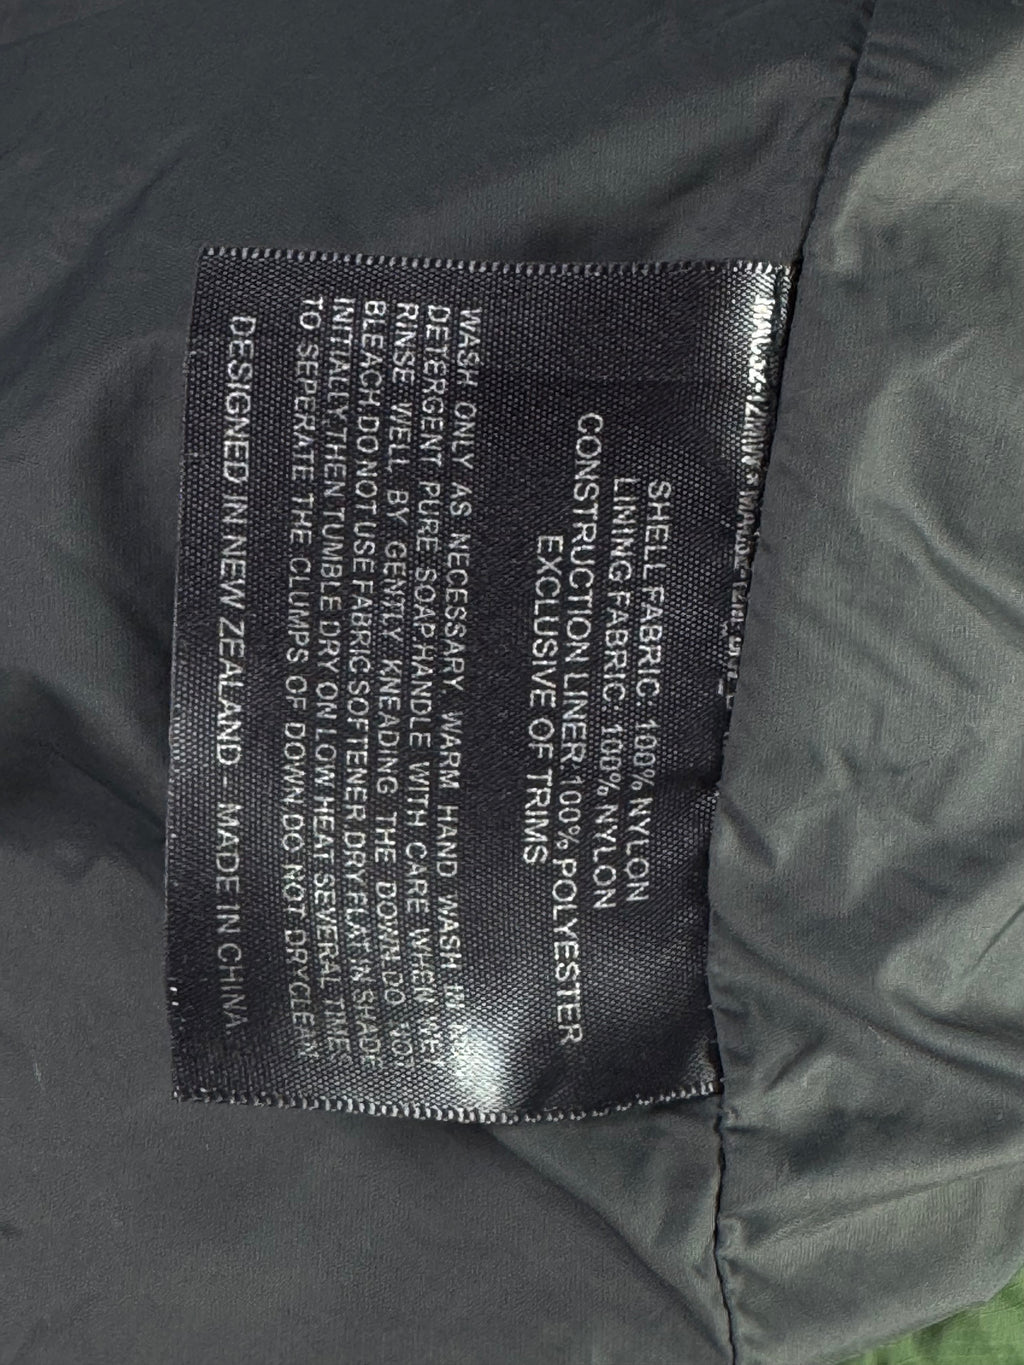 SHELL FABRIC: 100% NYLON
LINING FABRIC: 100% NYLON
CONSTRUCTION LINER 100% POLYESTER
EXCLUSIVE OF TRIMS
WASH ONLY AS NECESSARY. WARM HAND WASH
DETERGENT PURE SOAP.HANDLE WITH CARE WHEN WET
RINSE WELL BY GENTLY KNEADING THE DOWN.DO NOT
BLEACH.DO NOT USE FABRIC SOFTENER.DRY FLAT IN SHADE
INITIALLY.THEN TUMBLE DRY ON LOW HEAT SEVERAL TIMES
TO SEPERATE THE CLUMPS OF DOWN.DO NOT DRYCLEAN
DESIGNED IN NEW ZEALAND - MADE IN CHINA